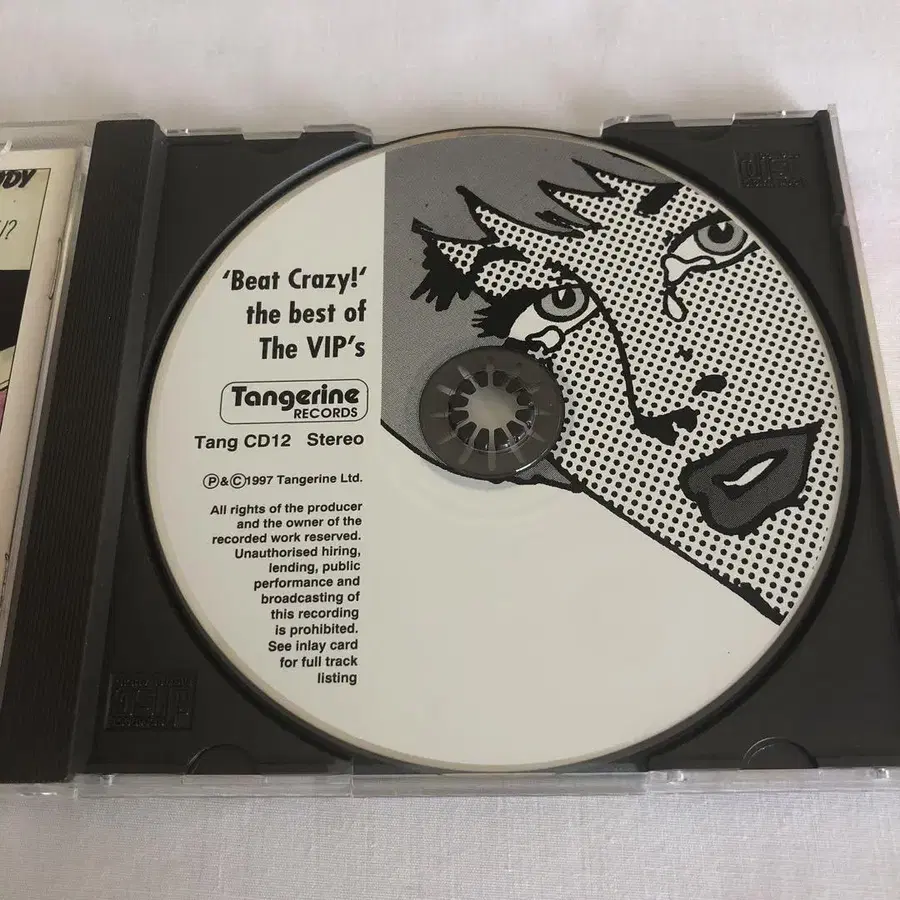 'Beat Crazy!'
the best of
The VIP's
Tangerine
RECORDS
Tang CD12 Stereo
℗&©1997 Tangerine Ltd.
All rights of the producer
and the owner of the
recorded work reserved.
Unauthorised hiring,
lending, public
performance and
broadcasting of
this recording
is prohibited.
See inlay card
for full track
listing